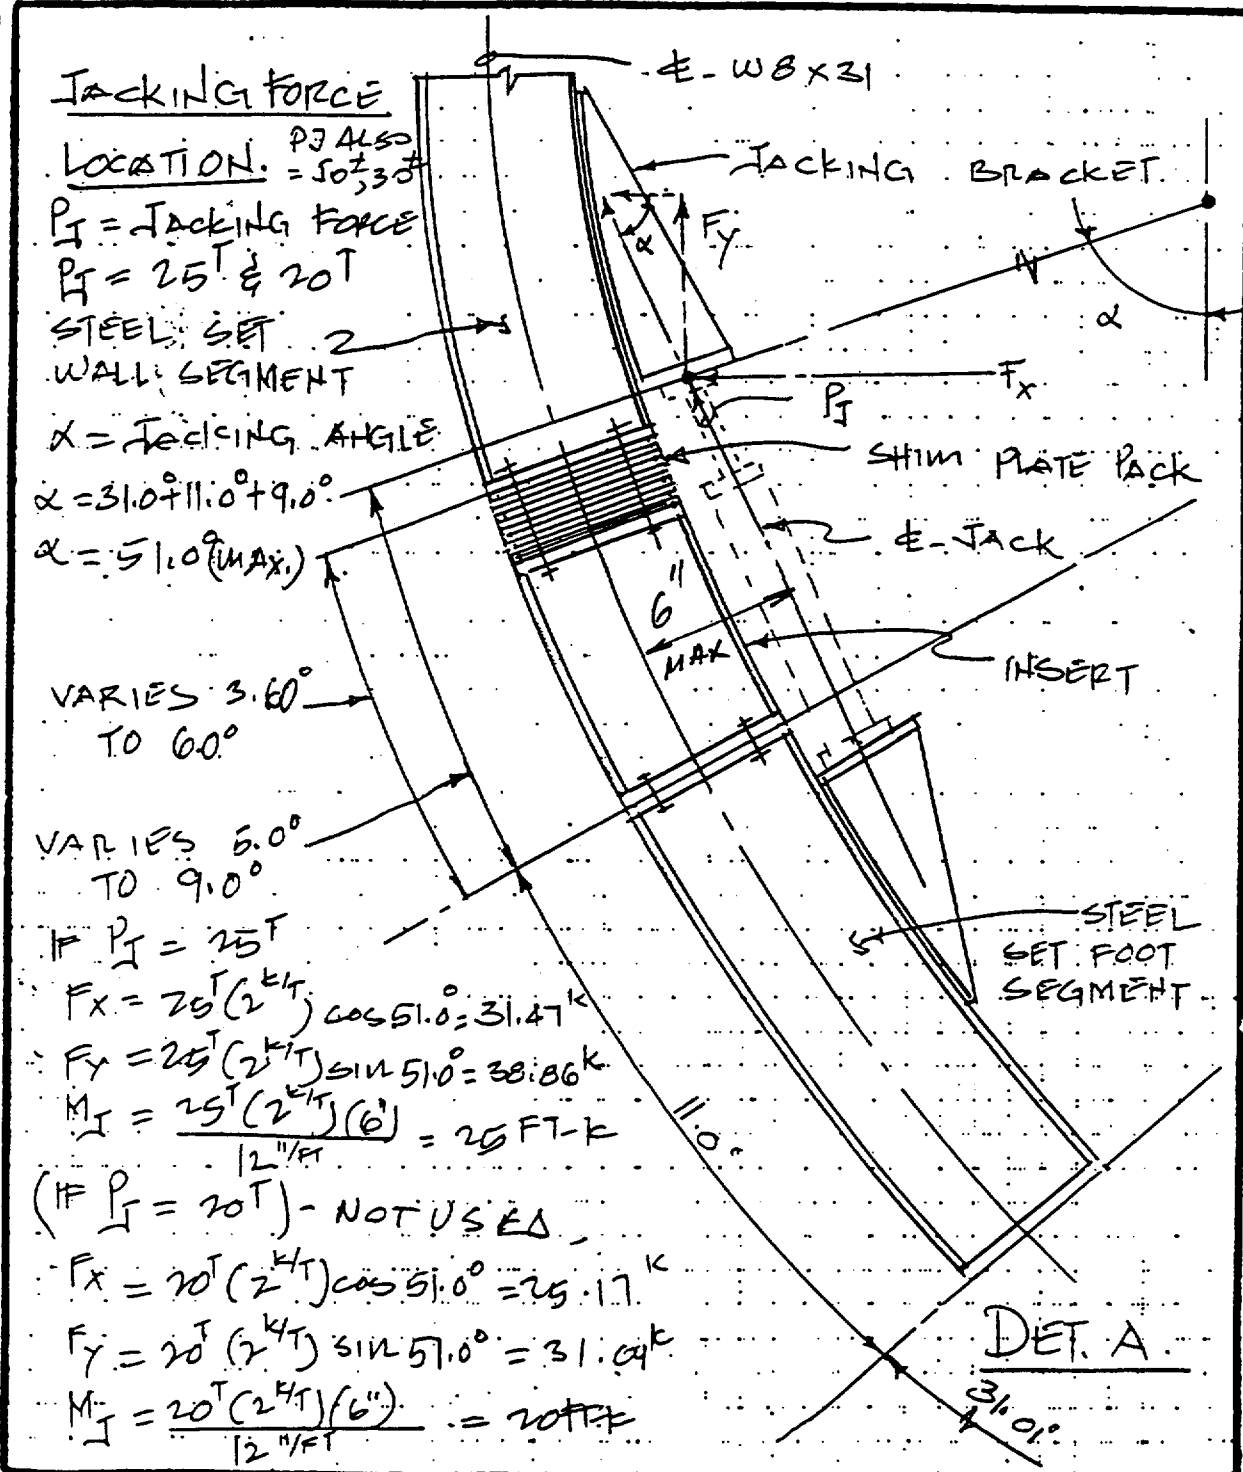 JACKING FORCE
LOCATION. PJ ALSO
= 50±, 30±
PJ = JACKING FORCE
PJ = 25T & 20T
STEEL SET
WALL SEGMENT
α = JACKING ANGLE
α = 31.0°+11.0°+9.0°
α = 51.0° (MAX.)
VARIES 3.60°
TO 6.0°
VARIES 5.0°
TO 9.0°
IF PJ = 25T
Fx = 25T (2K/T) cos 51.0° = 31.47K
Fy = 25T (2K/T) SIN 51.0° = 38.86K
MJ = 25T (2K/T)(6") / 12"/FT = 25 FT-K
(IF PJ = 20T) - NOT USED
Fx = 20T (2K/T) cos 51.0° = 25.17K
Fy = 20T (2K/T) SIN 51.0° = 31.09K
MJ = 20T (2K/T)(6") / 12"/FT = 20 FT-K
℄ - W8 X 31
JACKING BRACKET
Fy
α
N
α
Fx
PJ
SHIM PLATE PACK
℄ - JACK
6"
MAX
INSERT
STEEL
SET FOOT
SEGMENT
11.0°
31.0°
DET. A